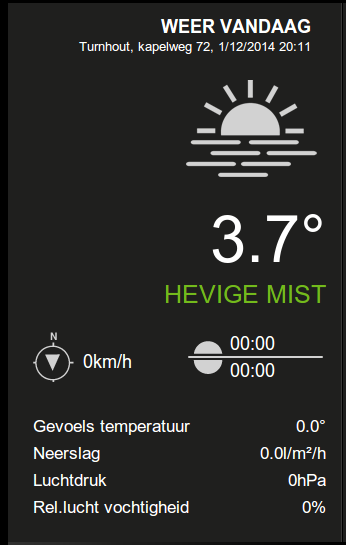 WEER VANDAAG
Turnhout, kapelweg 72, 1/12/2014 20:11
3.7°
HEVIGE MIST
N
0km/h
00:00
00:00
Gevoels temperatuur 0.0°
Neerslag 0.0l/m²/h
Luchtdruk 0hPa
Rel.lucht vochtigheid 0%